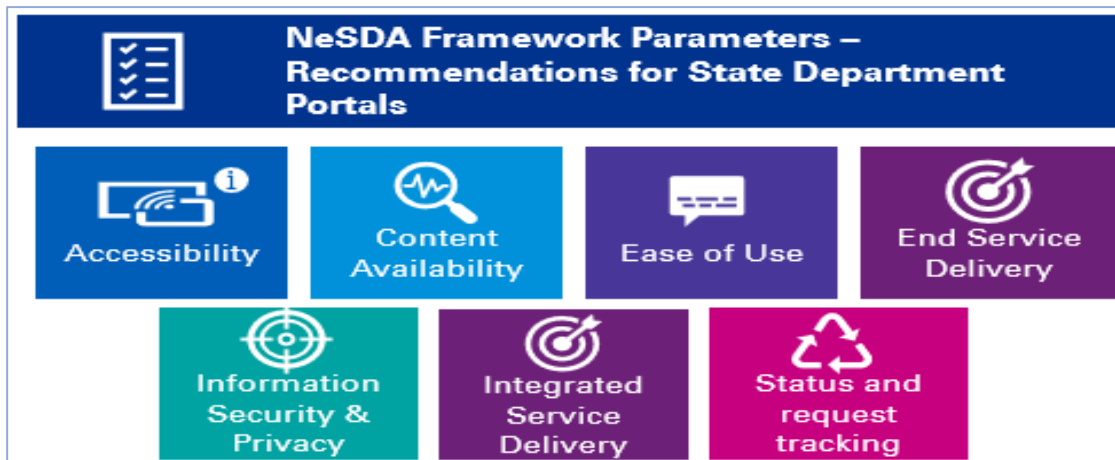 NeSDA Framework Parameters –
Recommendations for State Department
Portals
i
Accessibility
Content
Availability
Ease of Use
End Service
Delivery
Information
Security &
Privacy
Integrated
Service
Delivery
Status and
request
tracking